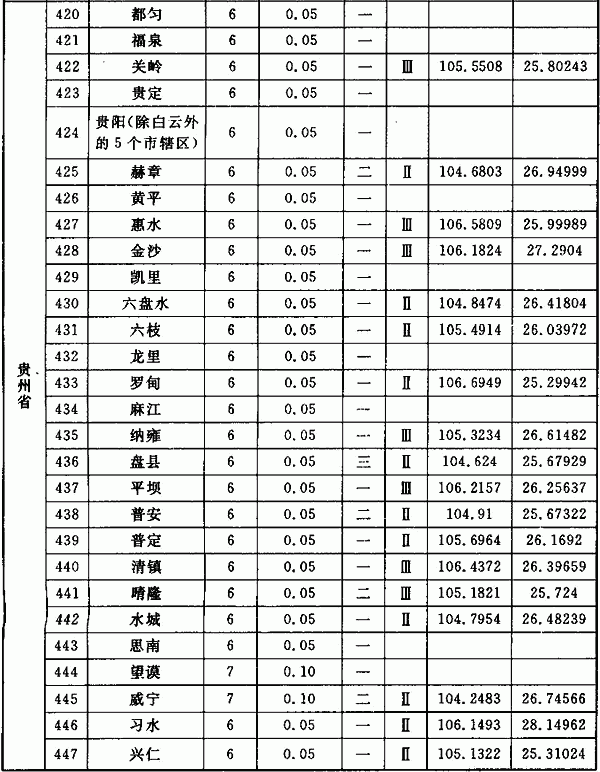 贵州省
420 都匀 6 0.05 一
421 福泉 6 0.05 一
422 关岭 6 0.05 一 Ⅲ 105.5508 25.80243
423 贵定 6 0.05 一
424 贵阳(除白云外的5个市辖区) 6 0.05 一
425 赫章 6 0.05 二 Ⅱ 104.6803 26.94999
426 黄平 6 0.05 一
427 惠水 6 0.05 一 Ⅲ 106.5809 25.99989
428 金沙 6 0.05 一 Ⅲ 106.1824 27.2904
429 凯里 6 0.05 一
430 六盘水 6 0.05 一 Ⅱ 104.8474 26.41804
431 六枝 6 0.05 一 Ⅱ 105.4914 26.03972
432 龙里 6 0.05 一
433 罗甸 6 0.05 一 Ⅱ 106.6949 25.29942
434 麻江 6 0.05 一
435 纳雍 6 0.05 一 Ⅲ 105.3234 26.61482
436 盘县 6 0.05 三 Ⅱ 104.624 25.67929
437 平坝 6 0.05 一 Ⅲ 106.2157 26.25637
438 普安 6 0.05 二 Ⅱ 104.91 25.67322
439 普定 6 0.05 一 Ⅱ 105.6964 26.1692
440 清镇 6 0.05 一 Ⅲ 106.4372 26.39659
441 晴隆 6 0.05 二 Ⅲ 105.1821 25.724
442 水城 6 0.05 一 Ⅱ 104.7954 26.48239
443 思南 6 0.05 一
444 望谟 7 0.10 一
445 威宁 7 0.10 二 Ⅱ 104.2483 26.74566
446 习水 6 0.05 一 Ⅱ 106.1493 28.14962
447 兴仁 6 0.05 一 Ⅱ 105.1322 25.31024